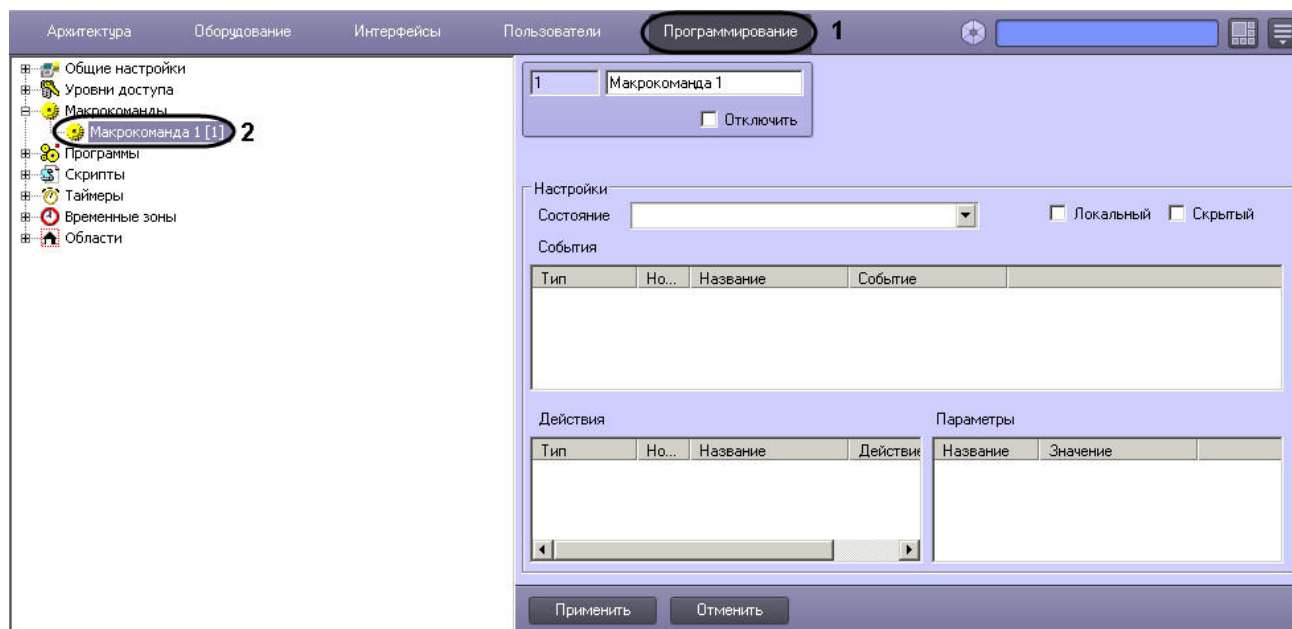 Архитектура Оборудование Интерфейсы Пользователи Программирование 1
Общие настройки
Уровни доступа
Макрокоманды
Макрокоманда 1 [1] 2
Программы
Скрипты
Таймеры
Временные зоны
Области
1 Макрокоманда 1
Отключить
Настройки
Состояние Локальный Скрытый
События
Тип Но... Название Событие
Действия Параметры
Тип Но... Название Действие Название Значение
Применить Отменить